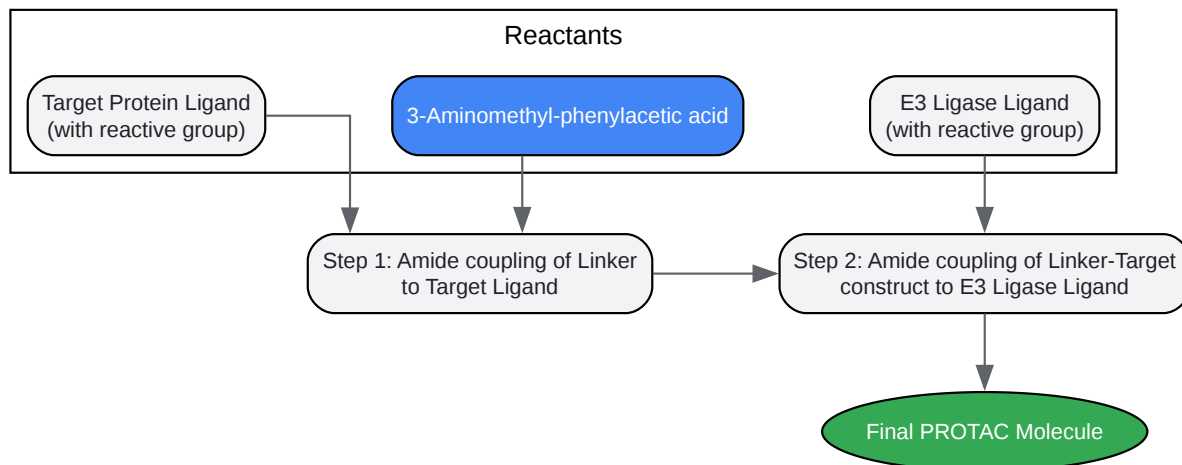 Reactants
Target Protein Ligand
(with reactive group)
3-Aminomethyl-phenylacetic acid
E3 Ligase Ligand
(with reactive group)
Step 1: Amide coupling of Linker
to Target Ligand
Step 2: Amide coupling of Linker-Target
construct to E3 Ligase Ligand
Final PROTAC Molecule